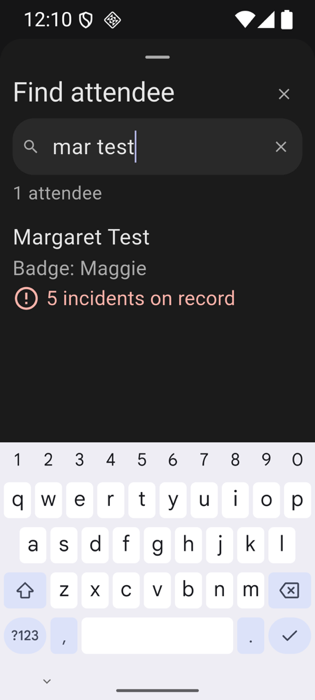 12:10
Find attendee
mar test
1 attendee
Margaret Test
Badge: Maggie
5 incidents on record
1 2 3 4 5 6 7 8 9 0
q w e r t y u i o p
a s d f g h j k l
z x c v b n m
?123 , .